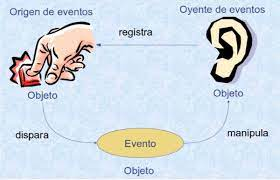 Origen de eventos
Oyente de eventos
registra
Objeto
Objeto
dispara
Evento
manipula
Objeto